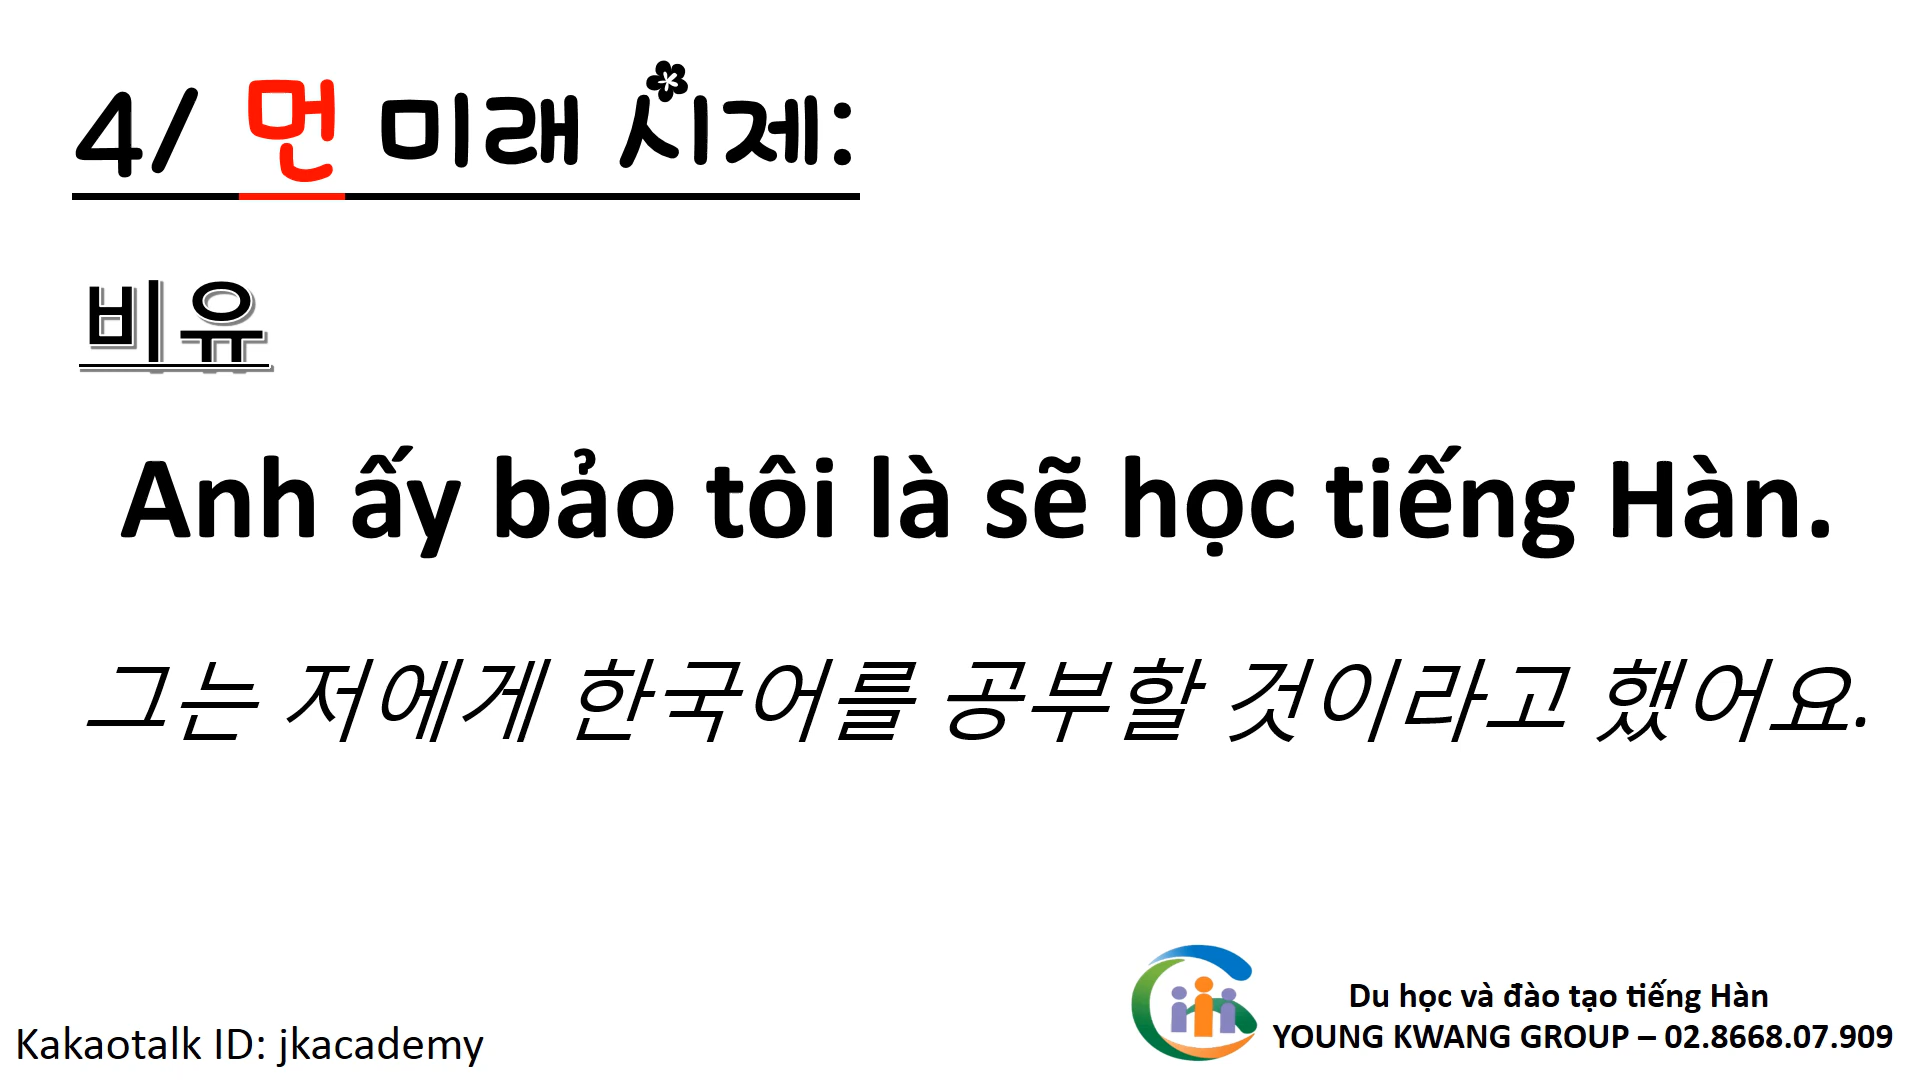 4/ 먼 미래 시제:
비유
Anh ấy bảo tôi là sẽ học tiếng Hàn.
그는 저에게 한국어를 공부할 것이라고 했어요.
Du học và đào tạo tiếng Hàn
YOUNG KWANG GROUP – 02.8668.07.909
Kakaotalk ID: jkacademy